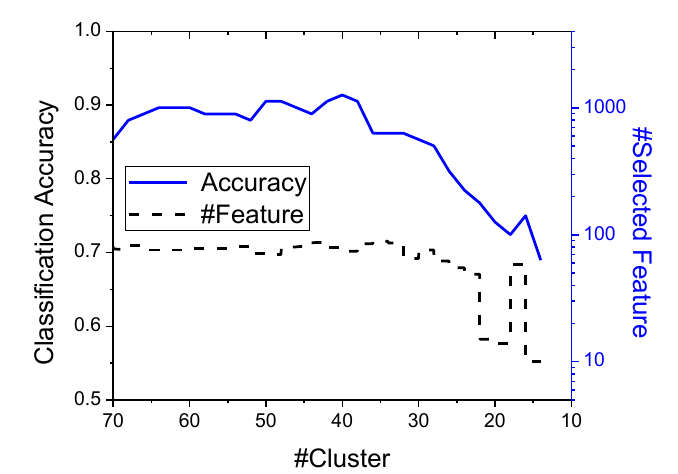 1.0
0.9
0.8
0.7
0.6
0.5
Classification Accuracy
Accuracy
#Feature
1000
100
10
#Selected Feature
70 60 50 40 30 20 10
#Cluster